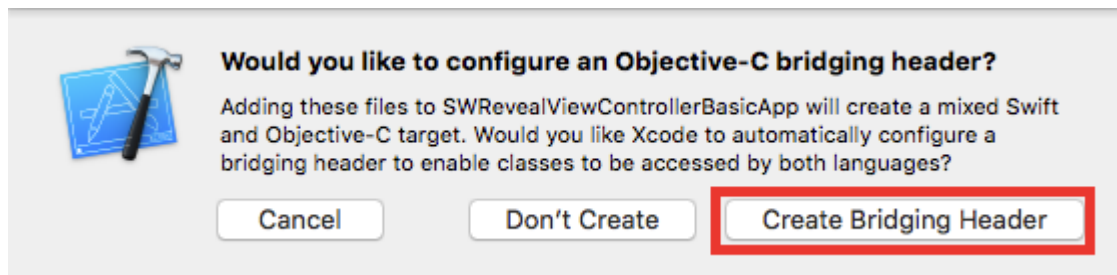 Would you like to configure an Objective-C bridging header?
Adding these files to SWRevealViewControllerBasicApp will create a mixed Swift
and Objective-C target. Would you like Xcode to automatically configure a
bridging header to enable classes to be accessed by both languages?
Cancel
Don't Create
Create Bridging Header